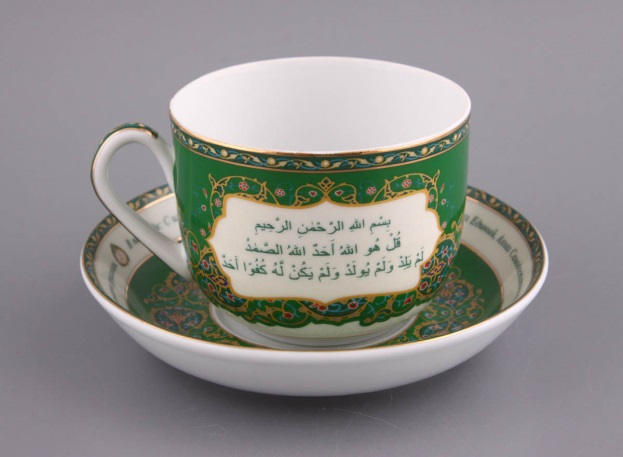 بِسْمِ اللهِ الرَّحْمٰنِ الرَّحِيمِ
قُلْ هُوَ اللهُ أَحَدٌ اللهُ الصَّمَدُ
لَمْ يَلِدْ وَلَمْ يُولَدْ وَلَمْ يَكُنْ لَهُ كُفُوًا أَحَدٌ